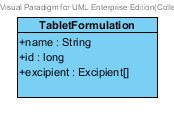 Visual Paradigm for UML Enterprise Edition(Colle
TabletFormulation
+name : String
+id : long
+excipient : Excipient[]